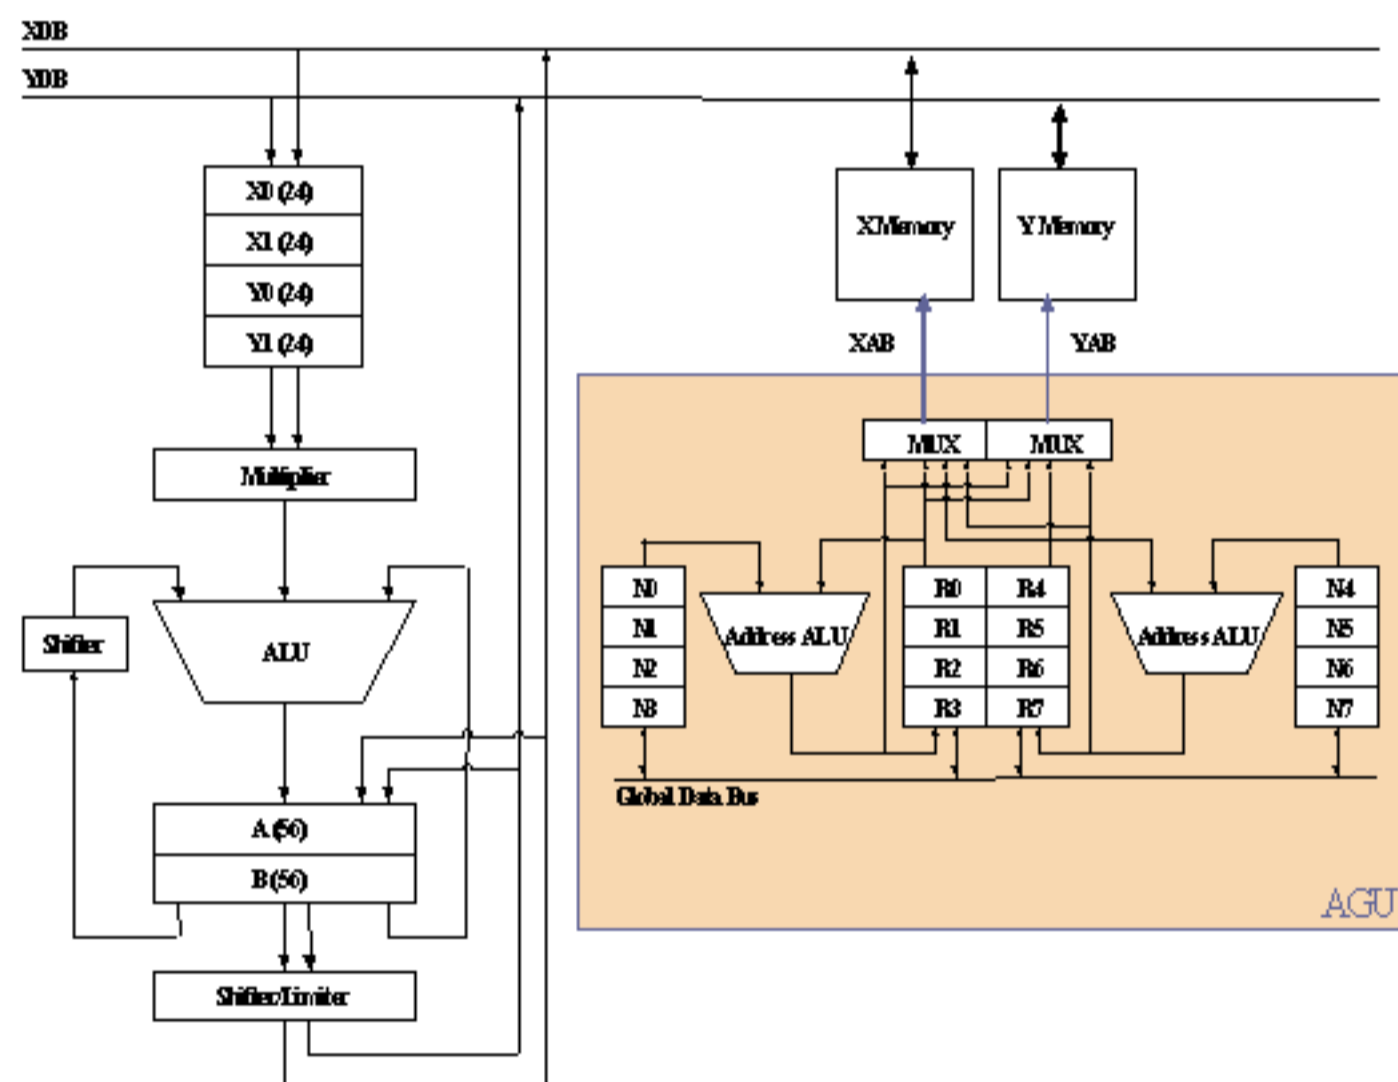 XDB
YDB
X0 (24)
X1 (24)
Y0 (24)
Y1 (24)
Multiplier
Shifter
ALU
A (56)
B (56)
Shifter/Limiter
X Memory
Y Memory
XAB
YAB
MUX
MUX
N0
N1
N2
N3
Address ALU
R0
R1
R2
R3
R4
R5
R6
R7
Address ALU
N4
N5
N6
N7
Global Data Bus
AGU